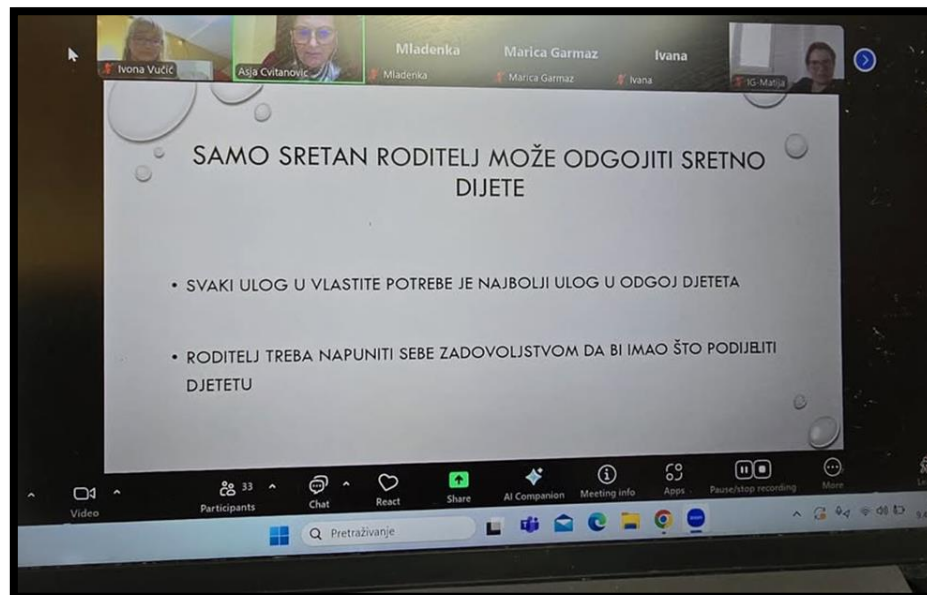 Mladenka
Marica Garmaz
Ivana
Ivona Vučić
Asja Cvitanovic
Mladenka
Marica Garmaz
Ivana
IG-Matija
SAMO SRETAN RODITELJ MOŽE ODGOJITI SRETNO
DIJETE
• SVAKI ULOG U VLASTITE POTREBE JE NAJBOLJI ULOG U ODGOJ DJETETA
• RODITELJ TREBA NAPUNITI SEBE ZADOVOLJSTVOM DA BI IMAO ŠTO PODIJELITI
DJETETU
33
Video
Participants
Chat
React
Share
AI Companion
Meeting info
Apps
Pause/stop recording
More
Pretraživanje